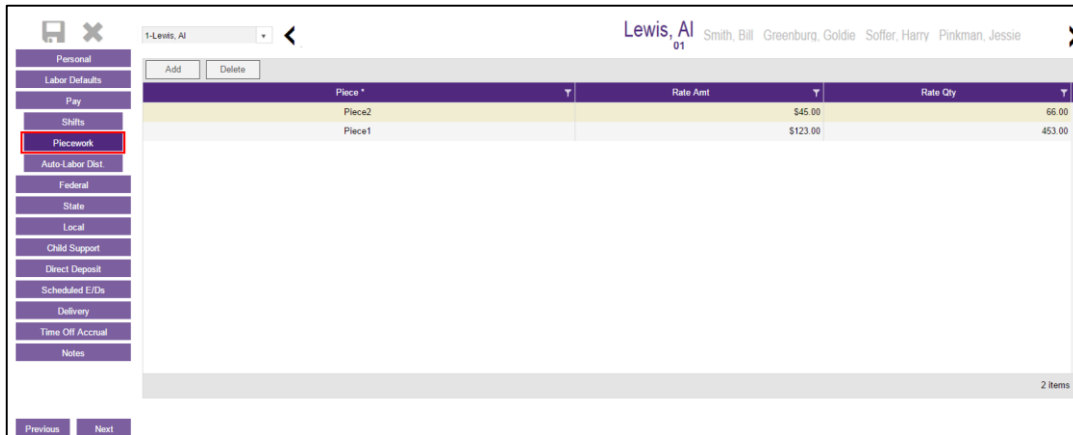 1-Lewis, Al
Lewis, Al Smith, Bill Greenburg, Goldie Soffer, Harry Pinkman, Jessie
01
Personal
Labor Defaults
Pay
Shifts
Piecework
Auto-Labor Dist.
Federal
State
Local
Child Support
Direct Deposit
Scheduled E/Ds
Delivery
Time Off Accrual
Notes
Previous Next
Add Delete
Piece * Rate Amt Rate Qty
Piece2 $45.00 66.00
Piece1 $123.00 453.00
2 items